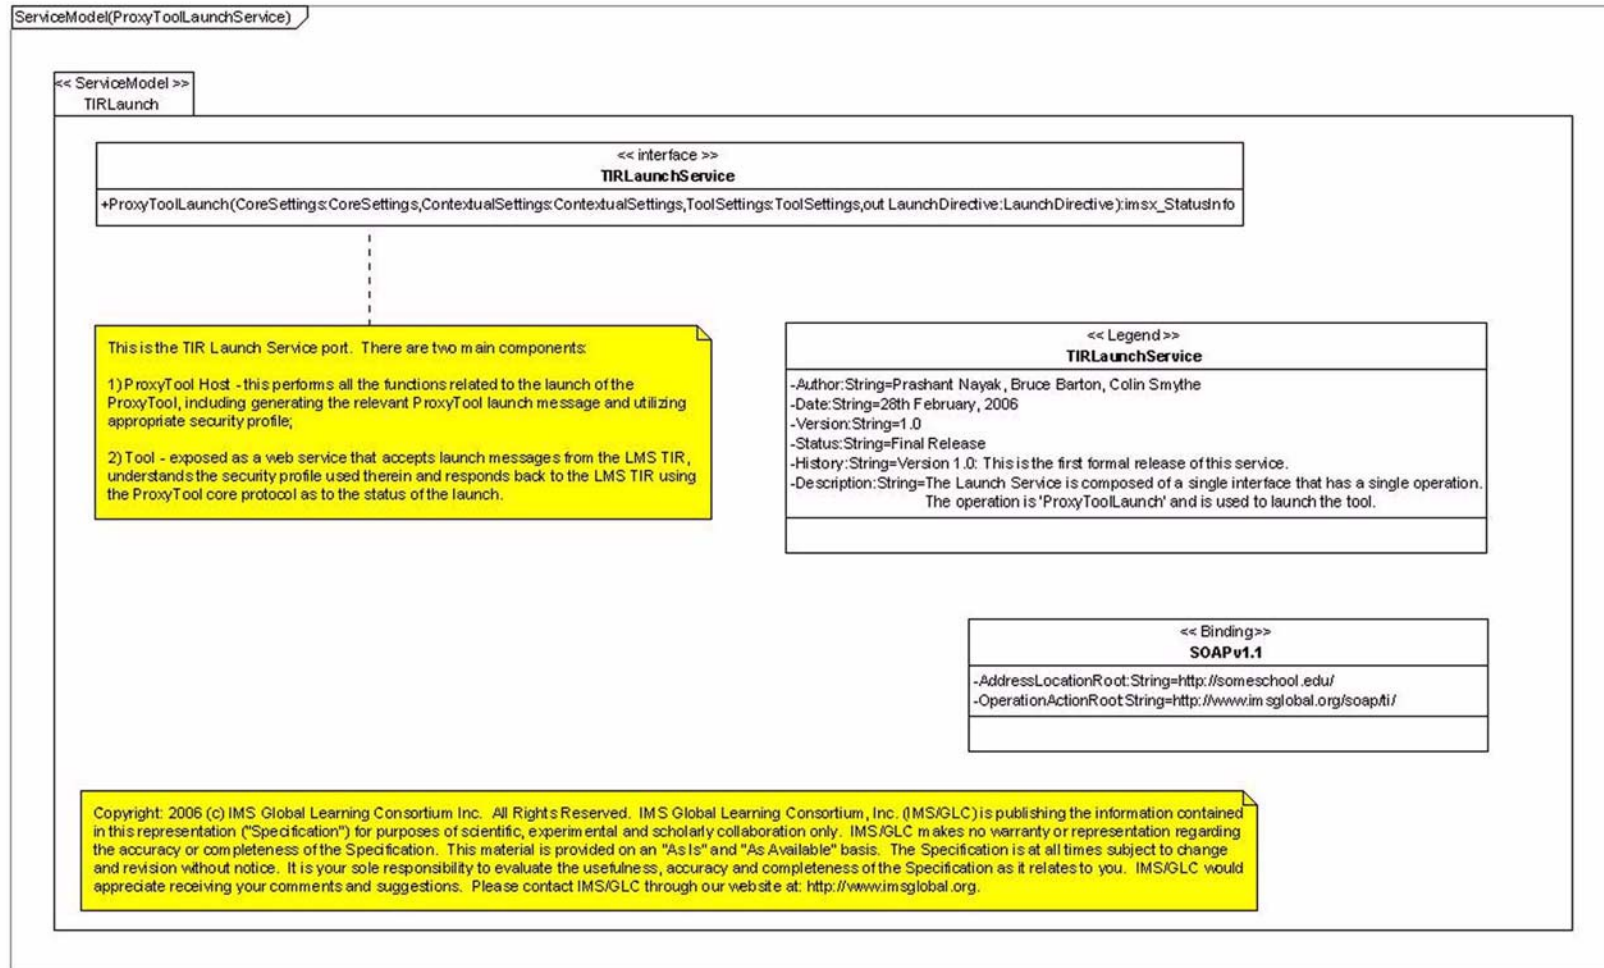 ServiceModel(ProxyToolLaunchService)
<< ServiceModel >>
TIRLaunch
<< interface >>
TIRLaunchService
+ProxyToolLaunch(CoreSettings:CoreSettings,ContextualSettings:ContextualSettings,ToolSettings:ToolSettings,out LaunchDirective:LaunchDirective):imsx_StatusInfo
This is the TIR Launch Service port. There are two main components:
1) ProxyTool Host - this performs all the functions related to the launch of the
ProxyTool, including generating the relevant ProxyTool launch message and utilizing
appropriate security profile;
2) Tool - exposed as a web service that accepts launch messages from the LMS TIR,
understands the security profile used therein and responds back to the LMS TIR using
the ProxyTool core protocol as to the status of the launch.
<< Legend >>
TIRLaunchService
-Author:String=Prashant Nayak, Bruce Barton, Colin Smythe
-Date:String=28th February, 2006
-Version:String=1.0
-Status:String=Final Release
-History:String=Version 1.0: This is the first formal release of this service.
-Description:String=The Launch Service is composed of a single interface that has a single operation.
The operation is 'ProxyToolLaunch' and is used to launch the tool.
<< Binding>>
SOAPv1.1
-AddressLocationRoot:String=http://someschool.edu/
-OperationActionRoot:String=http://www.imsglobal.org/soap/ti/
Copyright: 2006 (c) IMS Global Learning Consortium Inc. All Rights Reserved. IMS Global Learning Consortium, Inc. (IMS/GLC) is publishing the information contained
in this representation ("Specification") for purposes of scientific, experimental and scholarly collaboration only. IMS/GLC makes no warranty or representation regarding
the accuracy or completeness of the Specification. This material is provided on an "As Is" and "As Available" basis. The Specification is at all times subject to change
and revision without notice. It is your sole responsibility to evaluate the usefulness, accuracy and completeness of the Specification as it relates to you. IMS/GLC would
appreciate receiving your comments and suggestions. Please contact IMS/GLC through our website at: http://www.imsglobal.org.